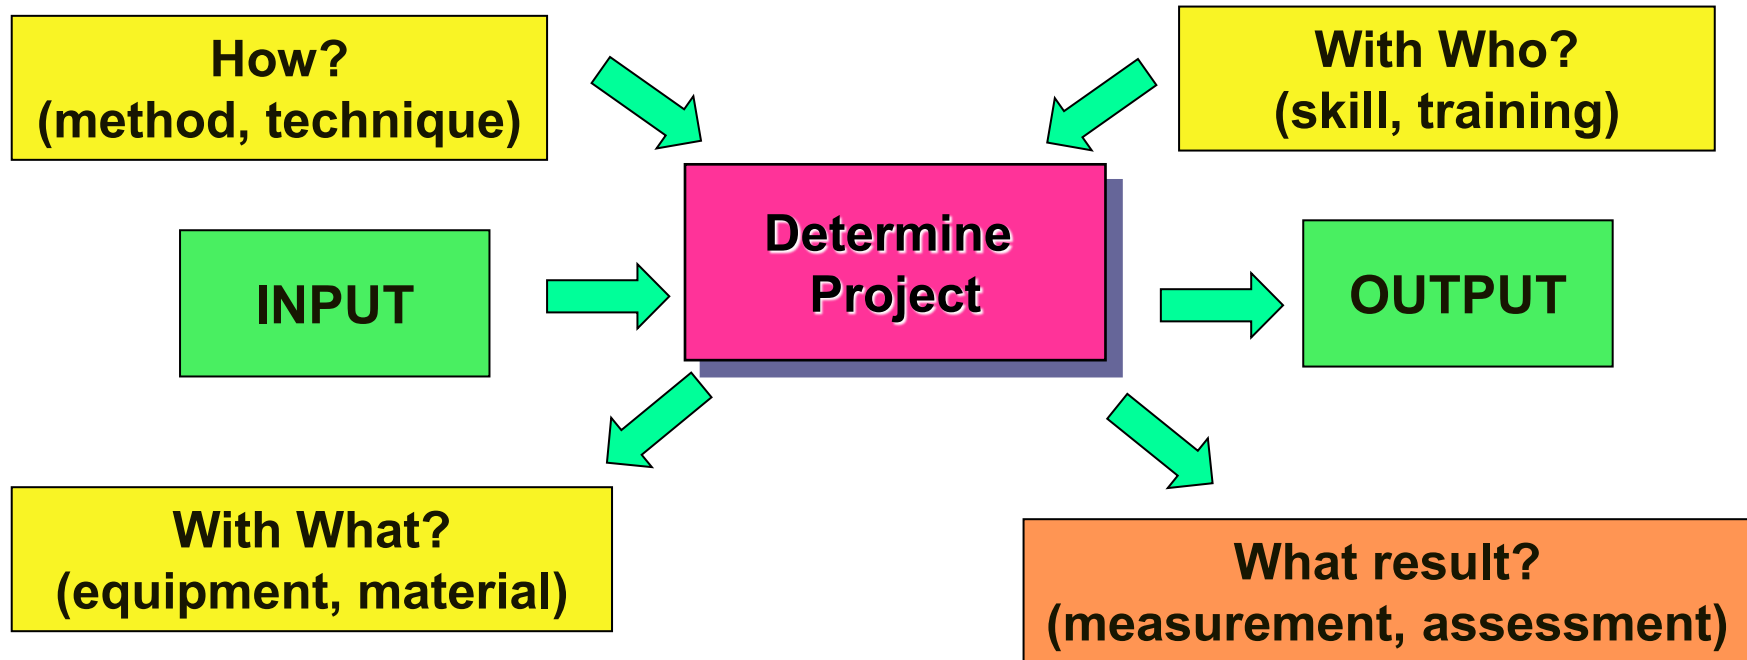 How?
(method, technique)
With Who?
(skill, training)
INPUT
Determine
Project
OUTPUT
With What?
(equipment, material)
What result?
(measurement, assessment)